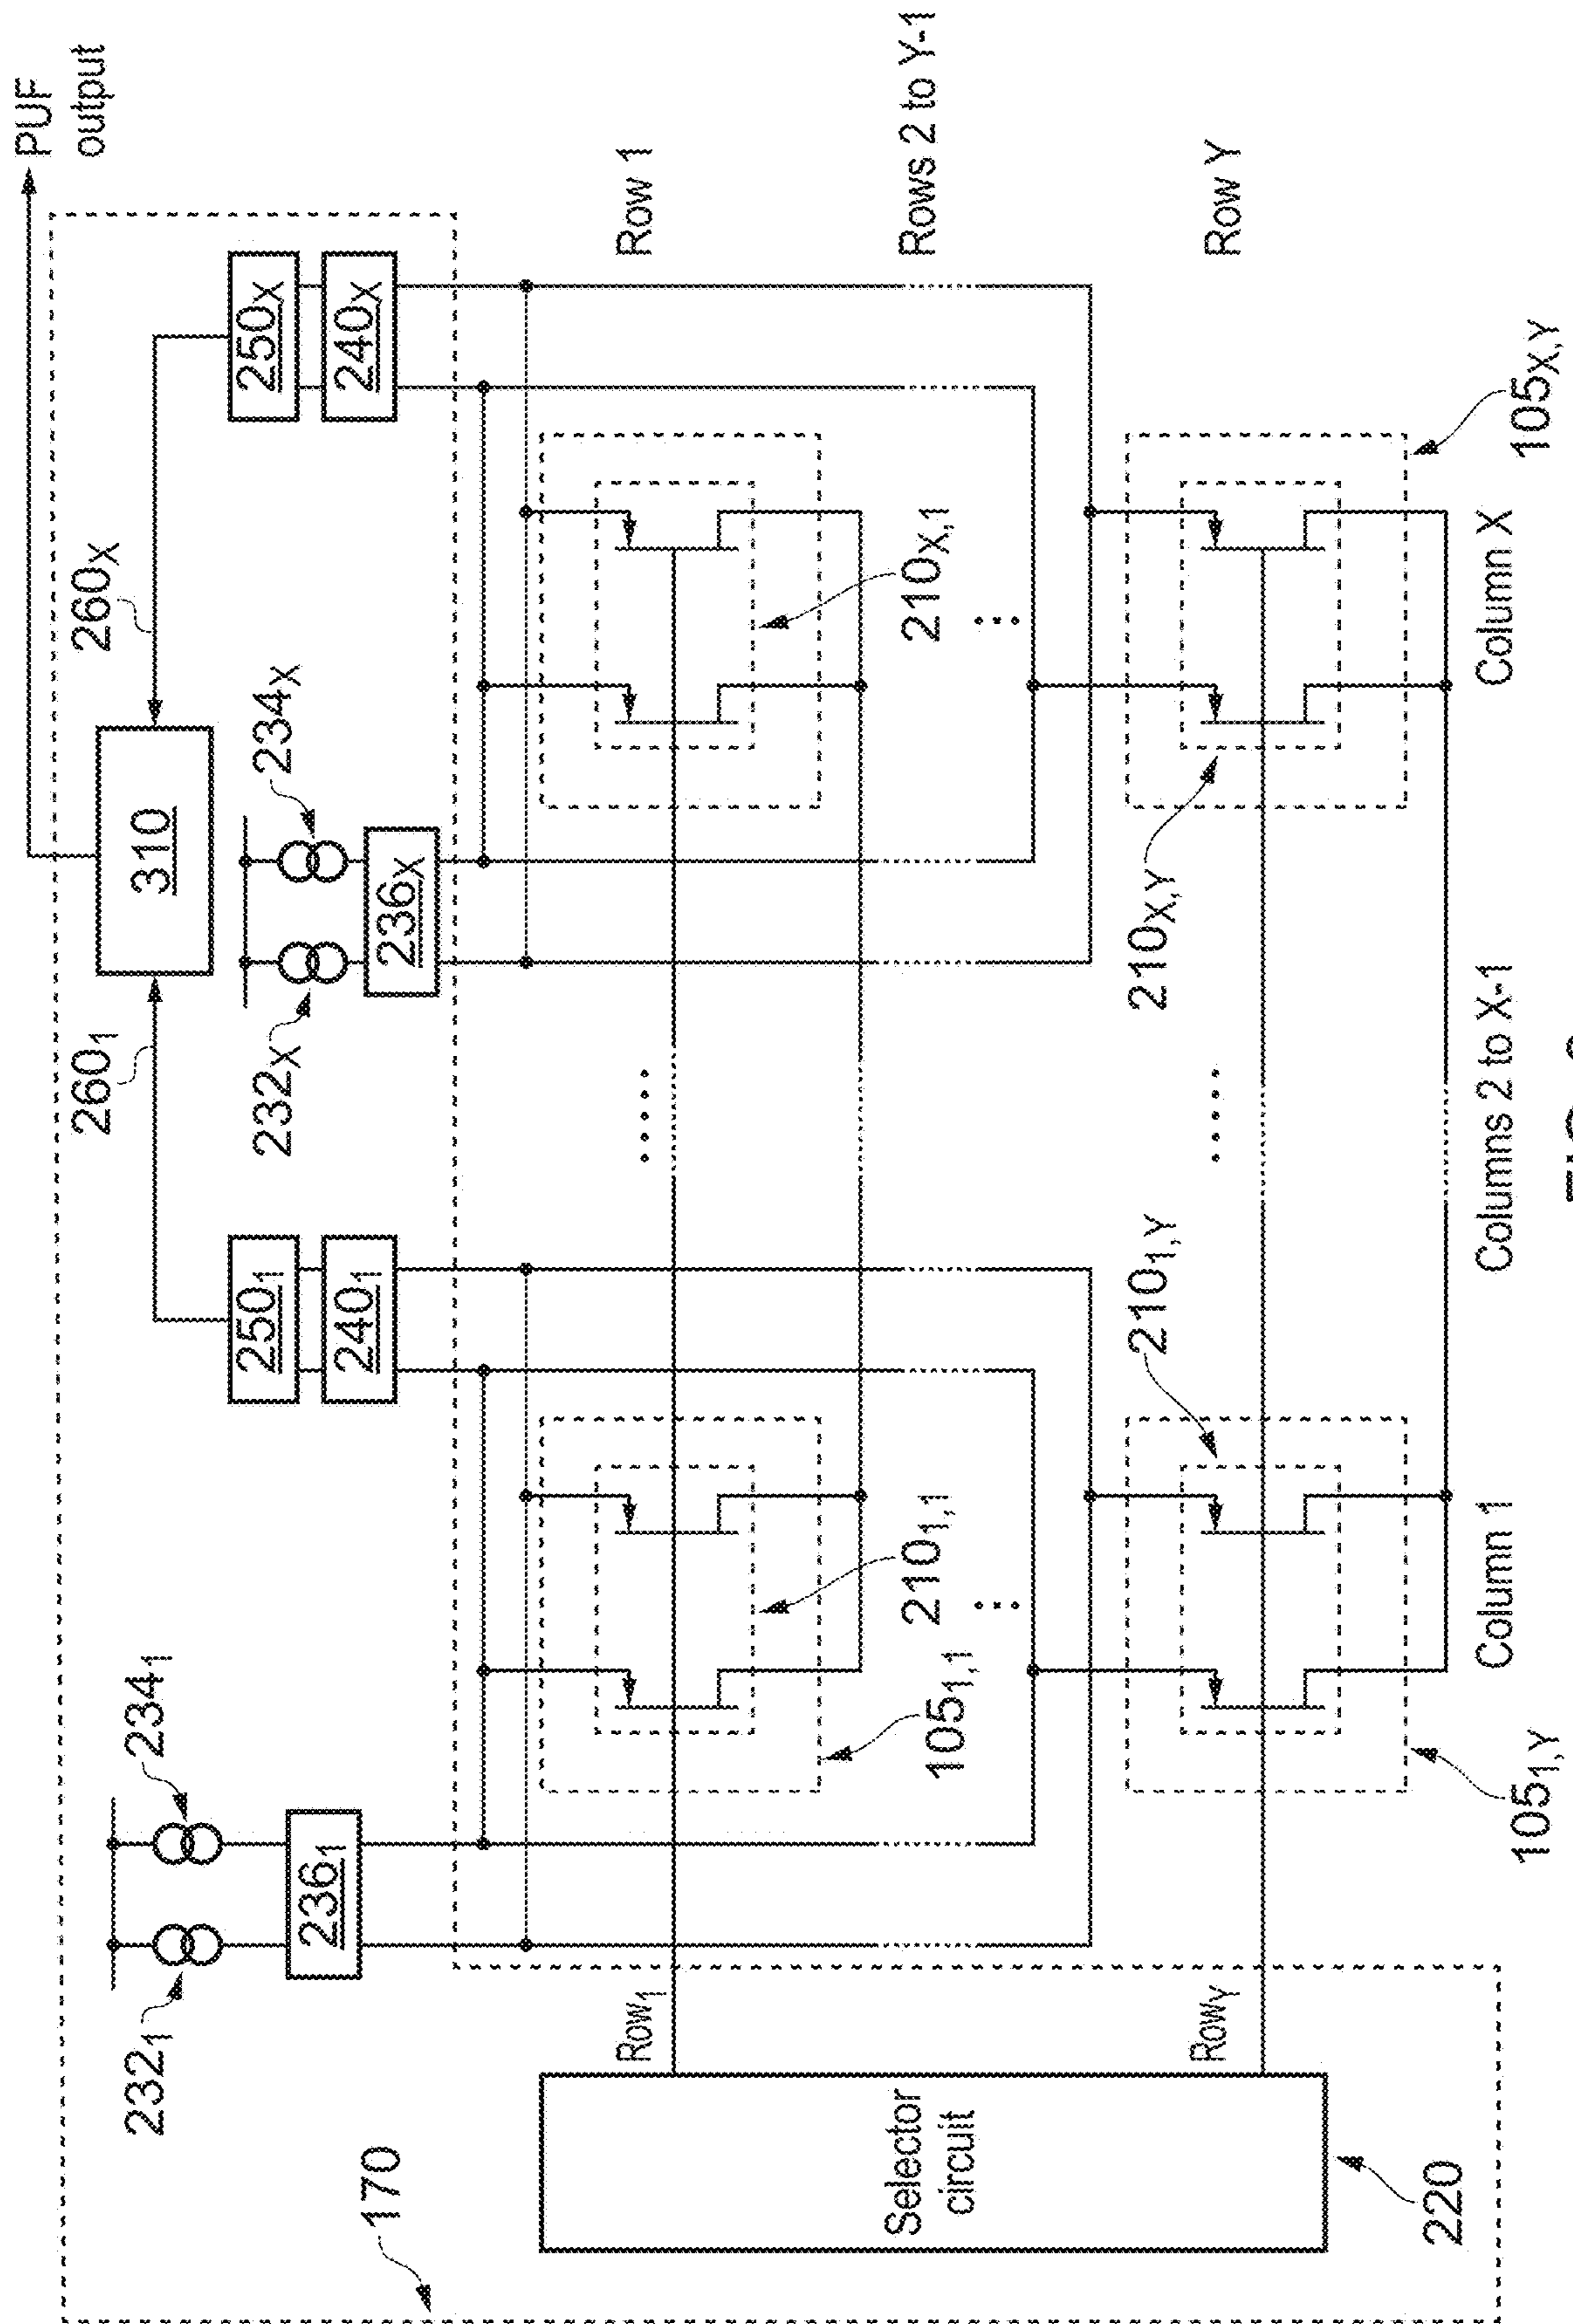 PUF
output
260₁
260ₓ
310
234₁
232₁
236₁
250₁
240₁
232ₓ
234ₓ
236ₓ
250ₓ
240ₓ
170
Row₁
Row 1
105₁,₁
210₁,₁
210X,1
Rows 2 to Y-1
Selector
circuit
RowY
Row Y
210₁,Y
210X,Y
220
105₁,Y
105X,Y
Column 1
Columns 2 to X-1
Column X